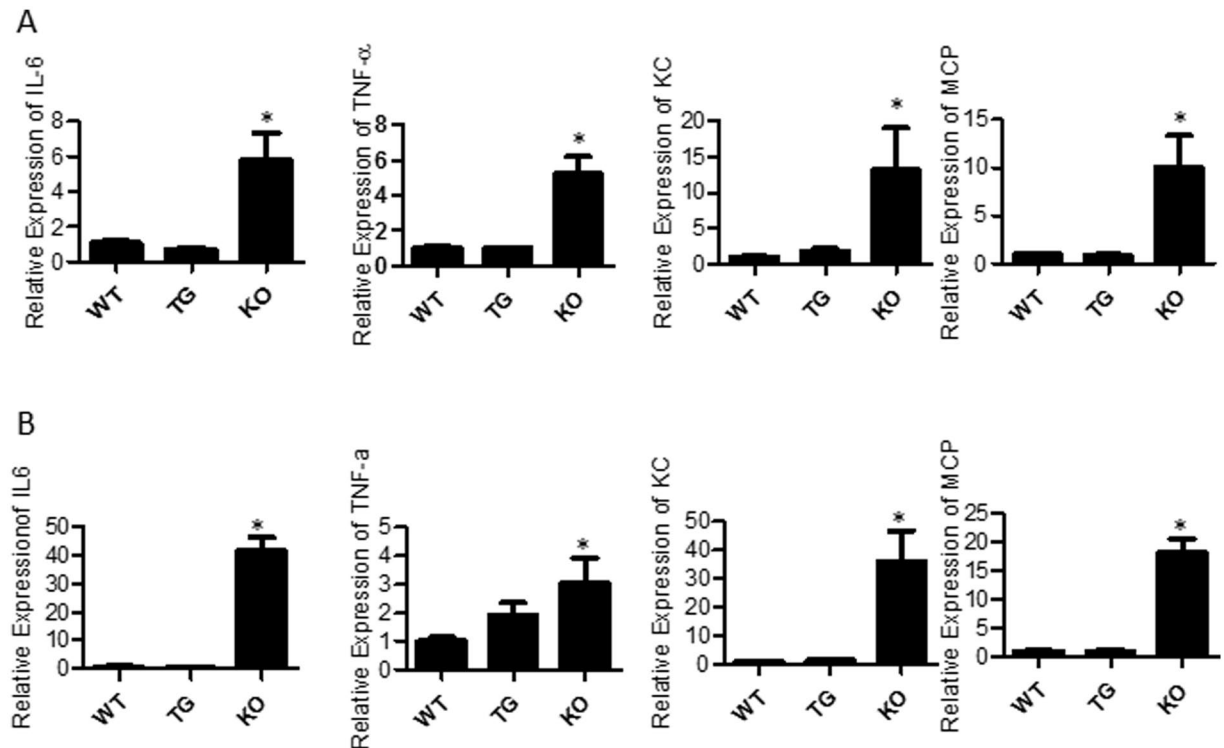 A
Relative Expression of IL-6
8
6
4
2
0
WT
TG
KO
*
Relative Expression of TNF-α
8
6
4
2
0
WT
TG
KO
*
Relative Expression of KC
20
15
10
5
0
WT
TG
KO
*
Relative Expression of MCP
15
10
5
0
WT
TG
KO
*
B
Relative Expressionof IL6
50
40
30
20
10
0
WT
TG
KO
*
Relative Expression of TNF-a
5
4
3
2
1
0
WT
TG
KO
*
Relative Expression of KC
50
40
30
20
10
0
WT
TG
KO
*
Relative Expression of MCP
25
20
15
10
5
0
WT
TG
KO
*